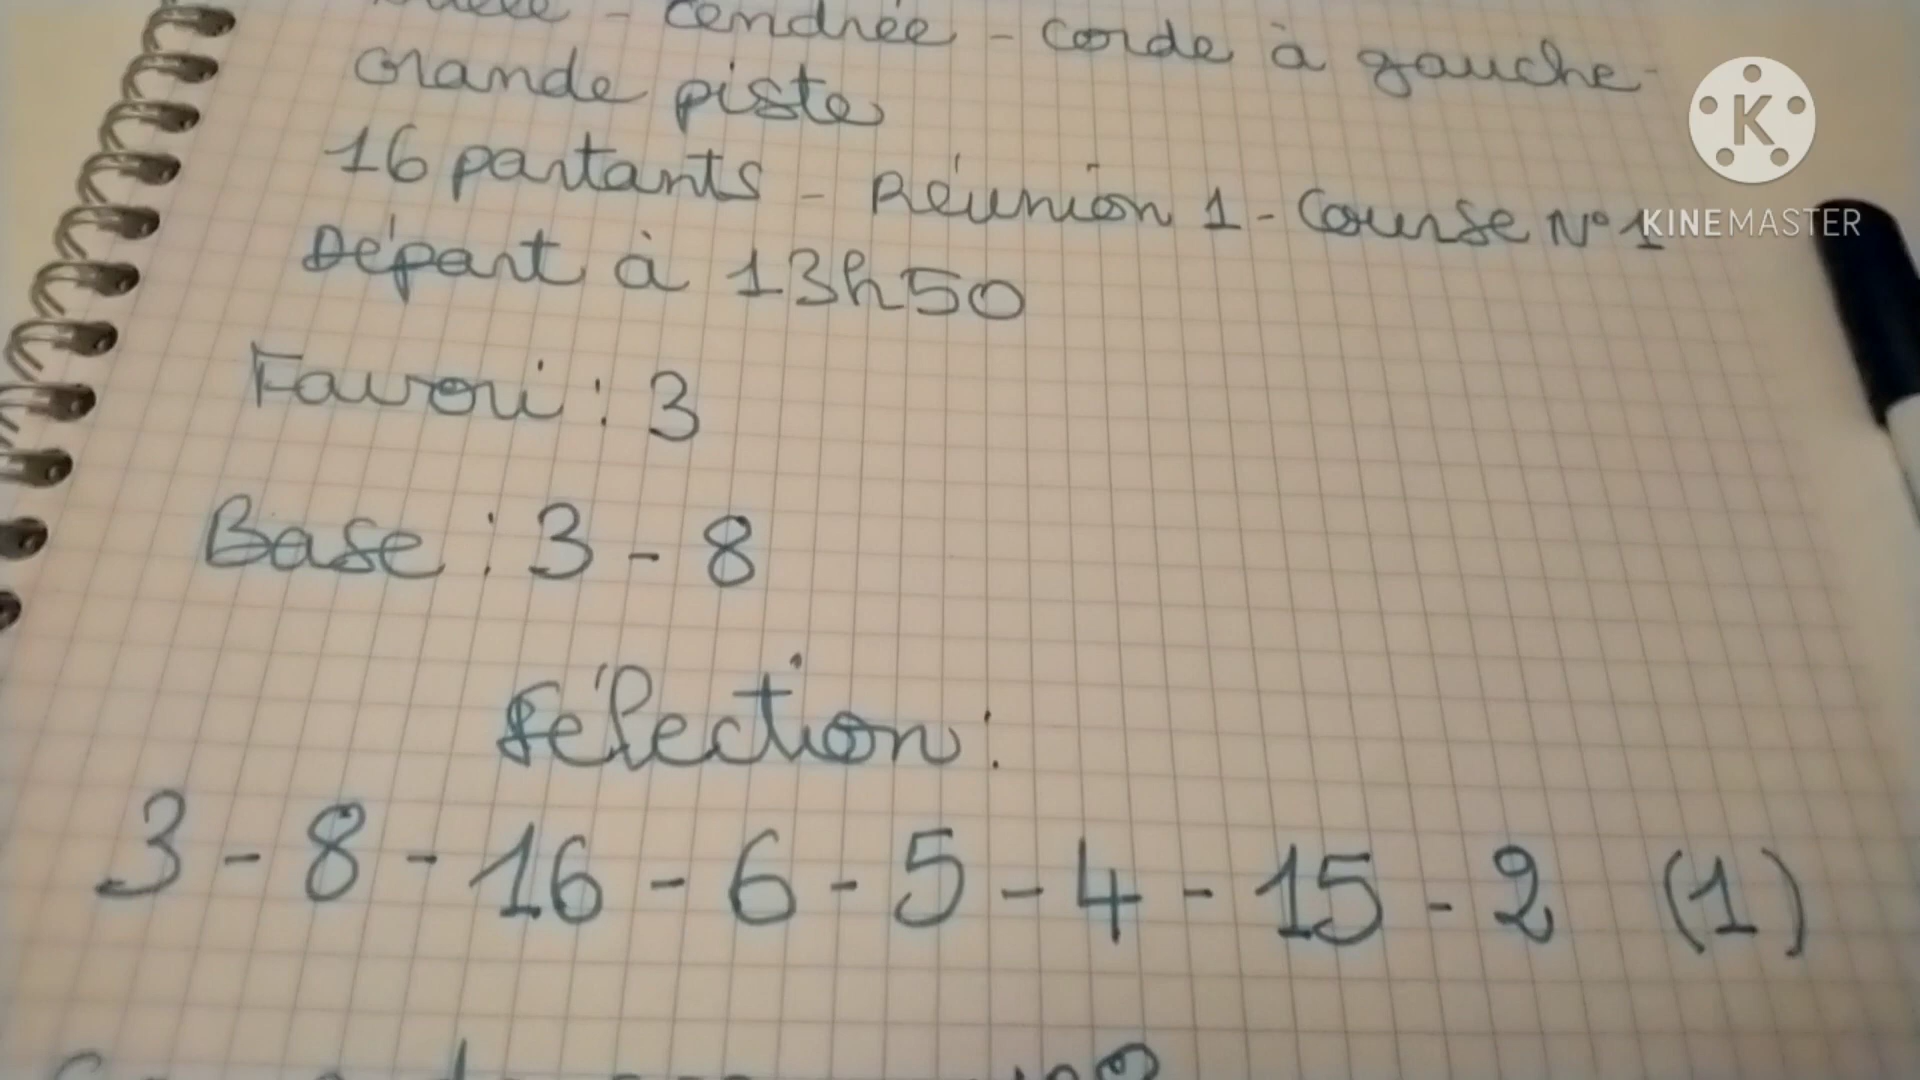 - Cendrée - Corde à gauche -
Grande piste
16 partants - Réunion 1 - Course N° 1
Départ à 13h50
Favori : 3
Base : 3 - 8
Sélection :
3 - 8 - 16 - 6 - 5 - 4 - 15 - 2 (1)
K
KINEMASTER